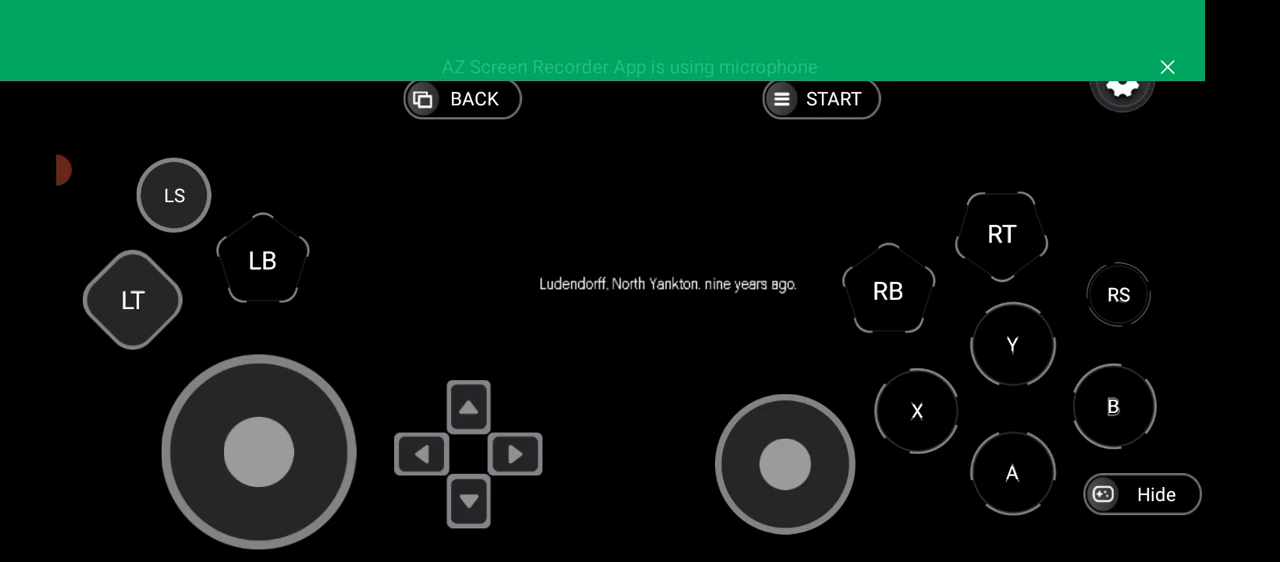 AZ Screen Recorder App is using microphone
BACK
START
LS
LB
LT
Ludendorff, North Yankton. nine years ago.
RT
RB
RS
Y
X
B
A
Hide